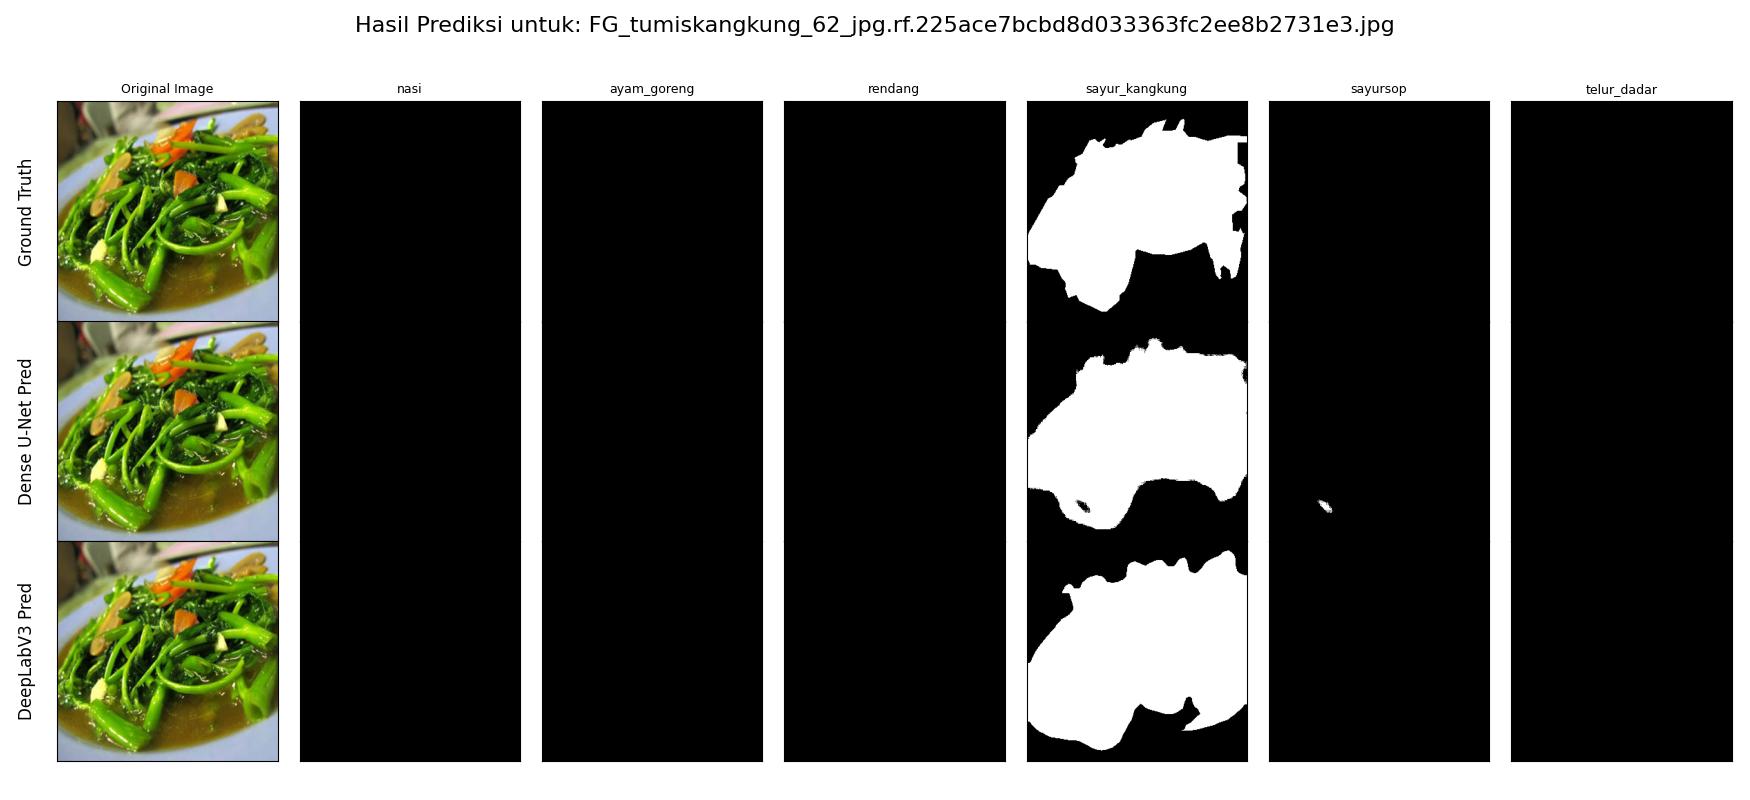 Hasil Prediksi untuk: FG_tumiskangkung_62_jpg.rf.225ace7bcbd8d033363fc2ee8b2731e3.jpg
Original Image
nasi
ayam_goreng
rendang
sayur_kangkung
sayursop
telur_dadar
Ground Truth
Dense U-Net Pred
DeepLabV3 Pred